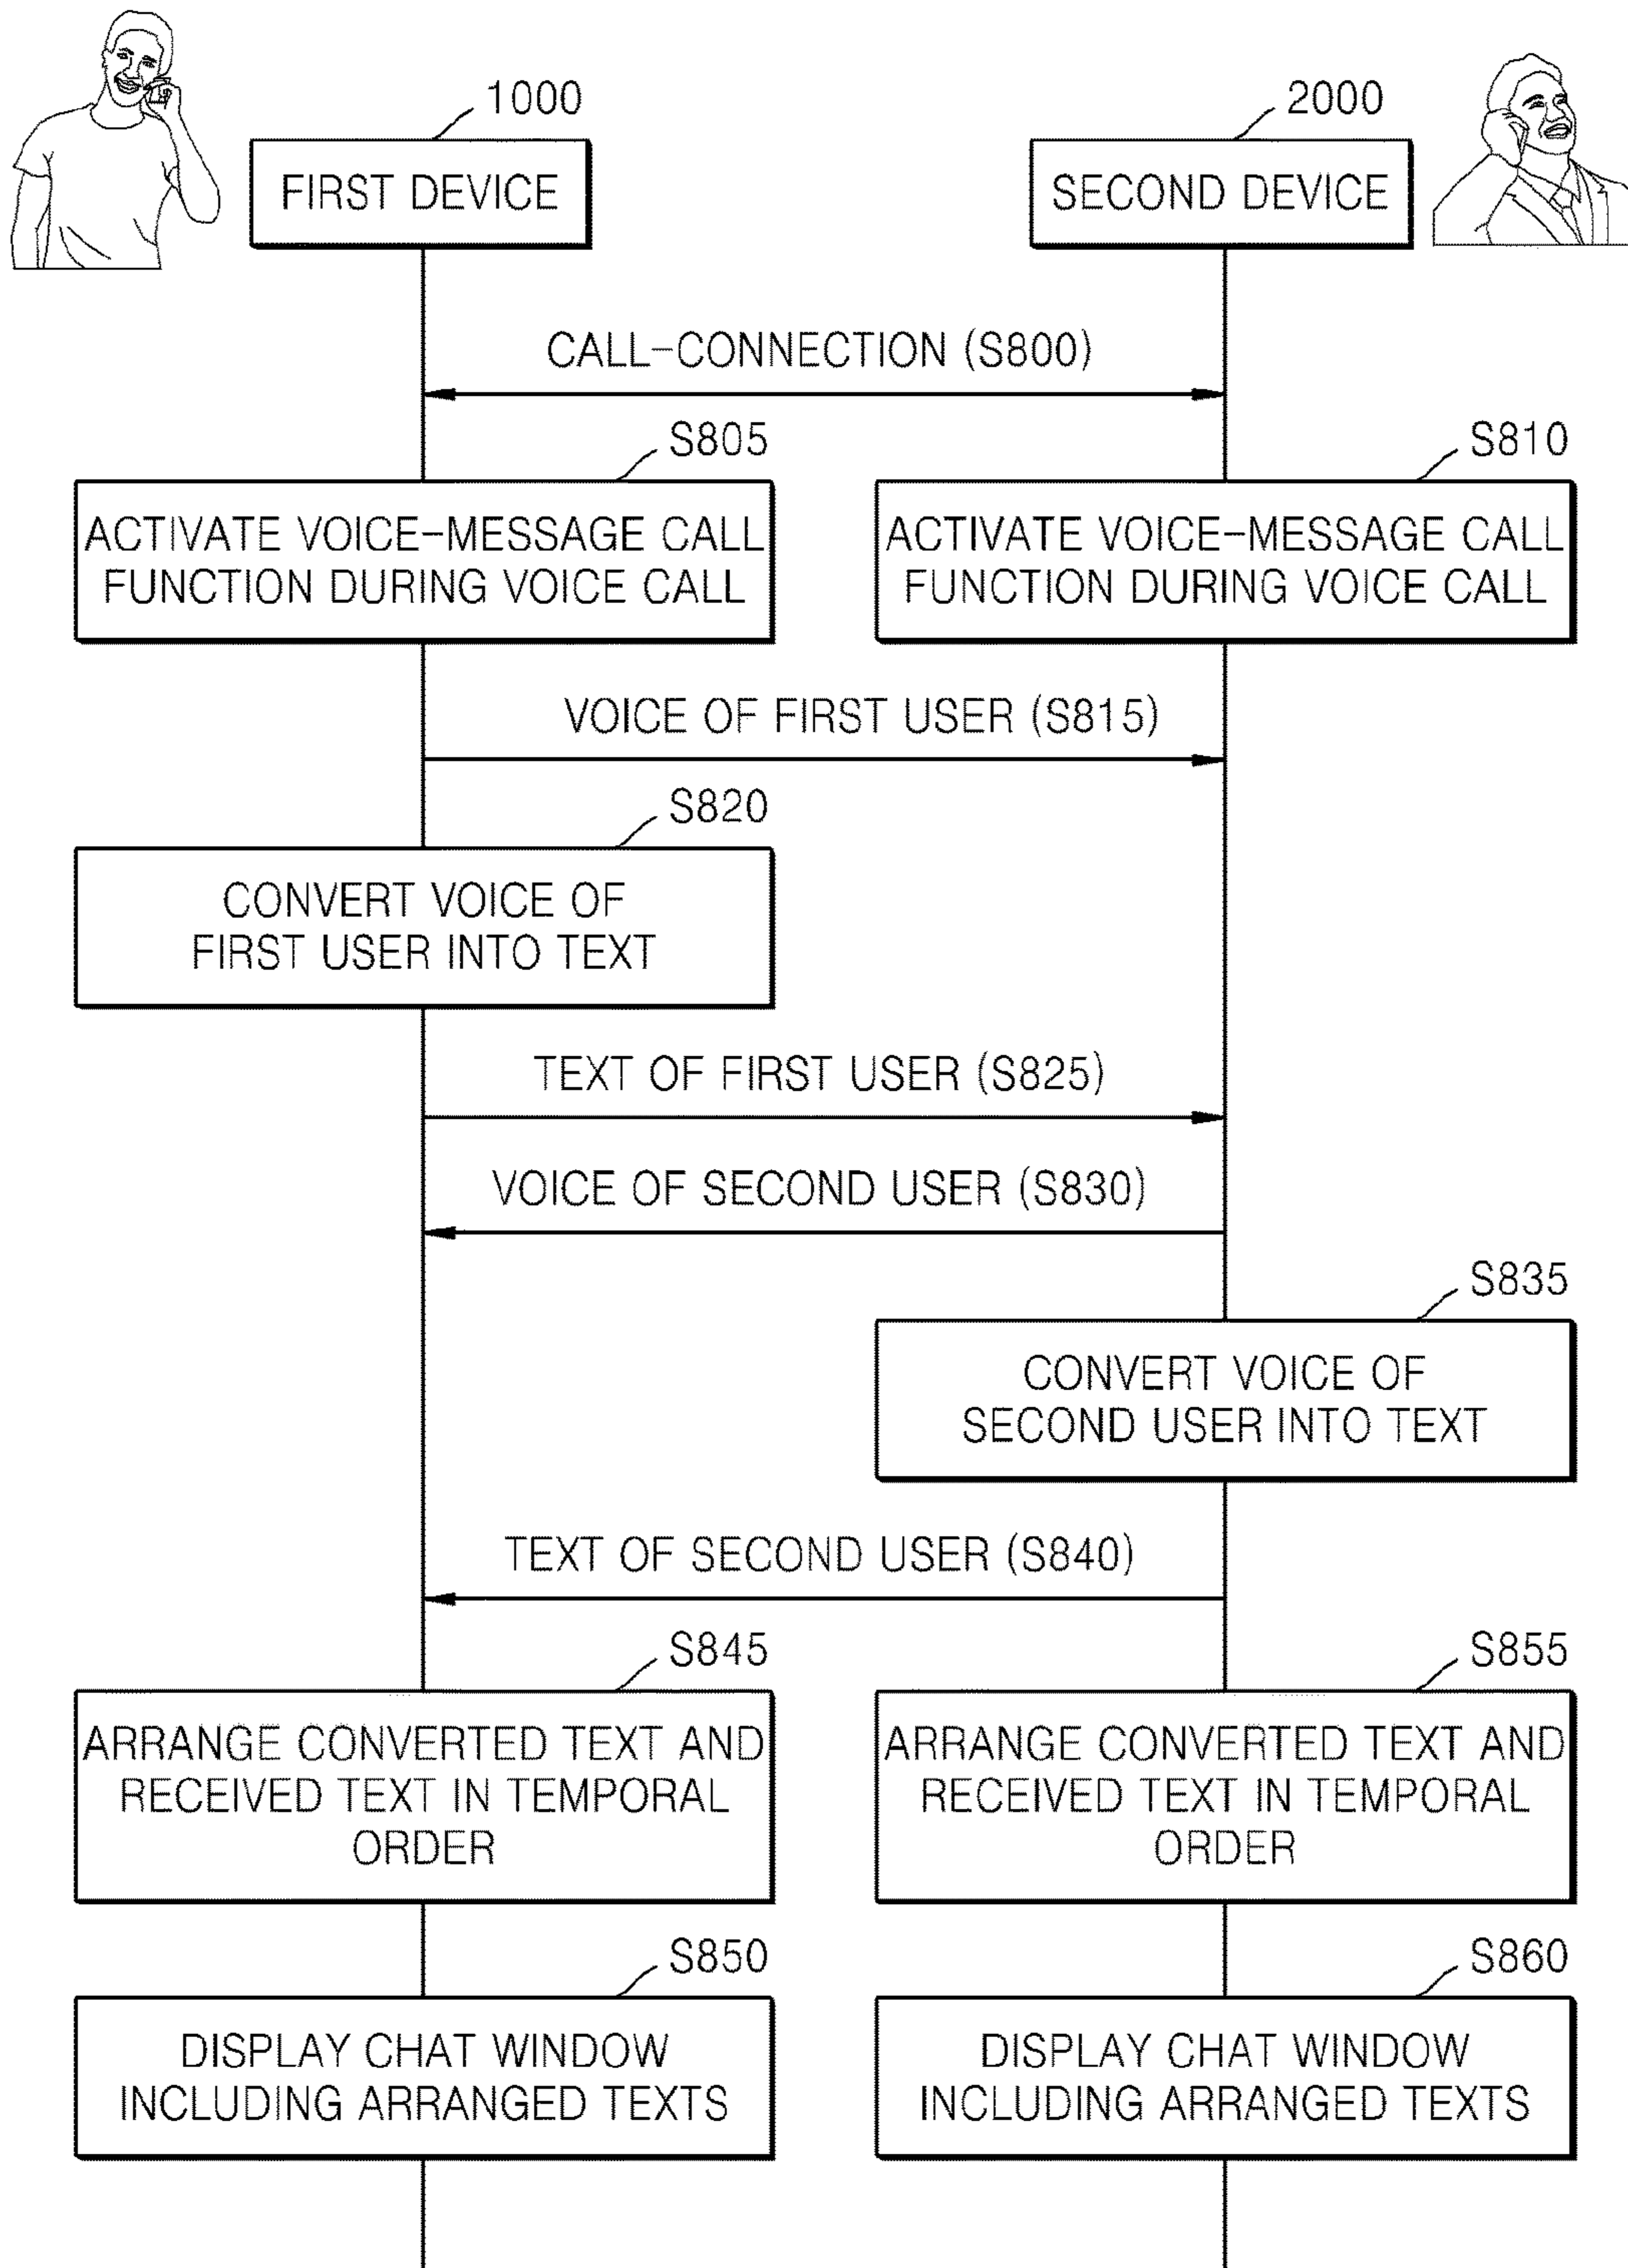 1000
2000
FIRST DEVICE
SECOND DEVICE
CALL-CONNECTION (S800)
S805
S810
ACTIVATE VOICE-MESSAGE CALL
FUNCTION DURING VOICE CALL
ACTIVATE VOICE-MESSAGE CALL
FUNCTION DURING VOICE CALL
VOICE OF FIRST USER (S815)
S820
CONVERT VOICE OF
FIRST USER INTO TEXT
TEXT OF FIRST USER (S825)
VOICE OF SECOND USER (S830)
S835
CONVERT VOICE OF
SECOND USER INTO TEXT
TEXT OF SECOND USER (S840)
S845
S855
ARRANGE CONVERTED TEXT AND
RECEIVED TEXT IN TEMPORAL
ORDER
ARRANGE CONVERTED TEXT AND
RECEIVED TEXT IN TEMPORAL
ORDER
S850
S860
DISPLAY CHAT WINDOW
INCLUDING ARRANGED TEXTS
DISPLAY CHAT WINDOW
INCLUDING ARRANGED TEXTS